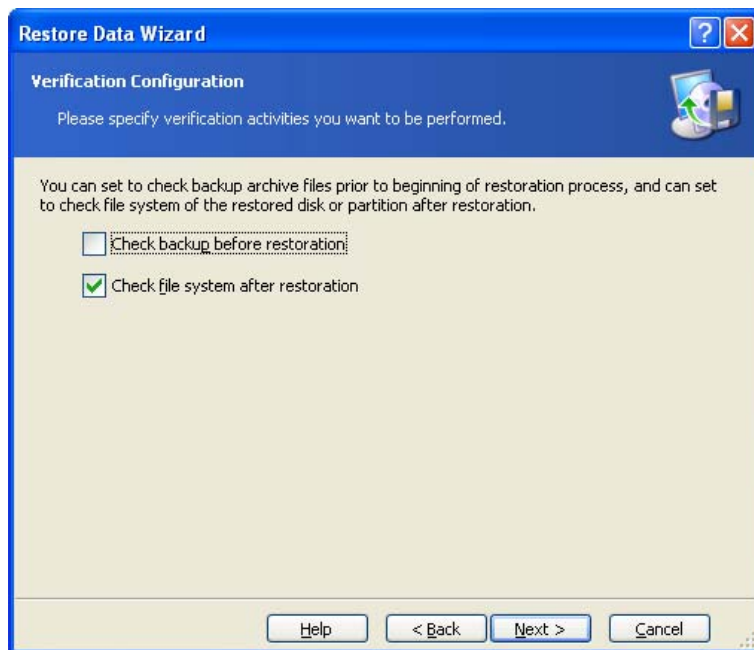 Restore Data Wizard
?
Verification Configuration
Please specify verification activities you want to be performed.
You can set to check backup archive files prior to beginning of restoration process, and can set
to check file system of the restored disk or partition after restoration.
Check backup before restoration
Check file system after restoration
Help < Back Next > Cancel